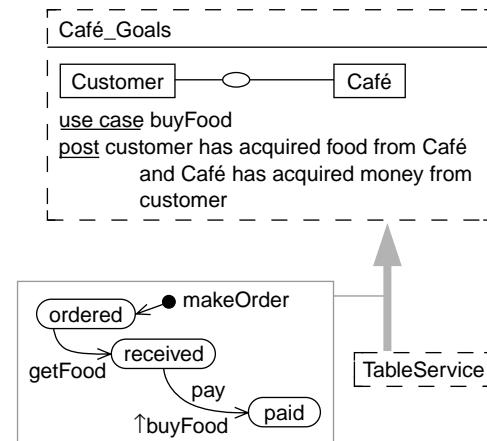 Café_Goals
Customer
Café
use case buyFood
post customer has acquired food from Café
and Café has acquired money from
customer
makeOrder
ordered
received
getFood
pay
TableService
paid
↑buyFood